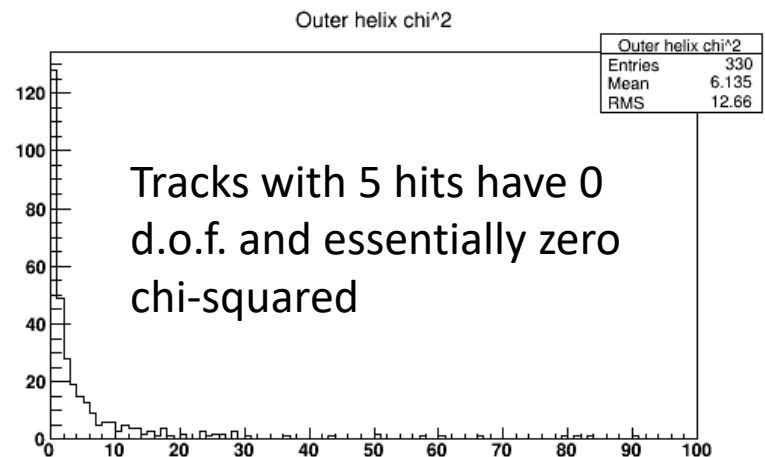 Outer helix chi^2
Outer helix chi^2
Entries 330
Mean 6.135
RMS 12.66
Tracks with 5 hits have 0
d.o.f. and essentially zero
chi-squared
120
100
80
60
40
20
0
0 10 20 30 40 50 60 70 80 90 100